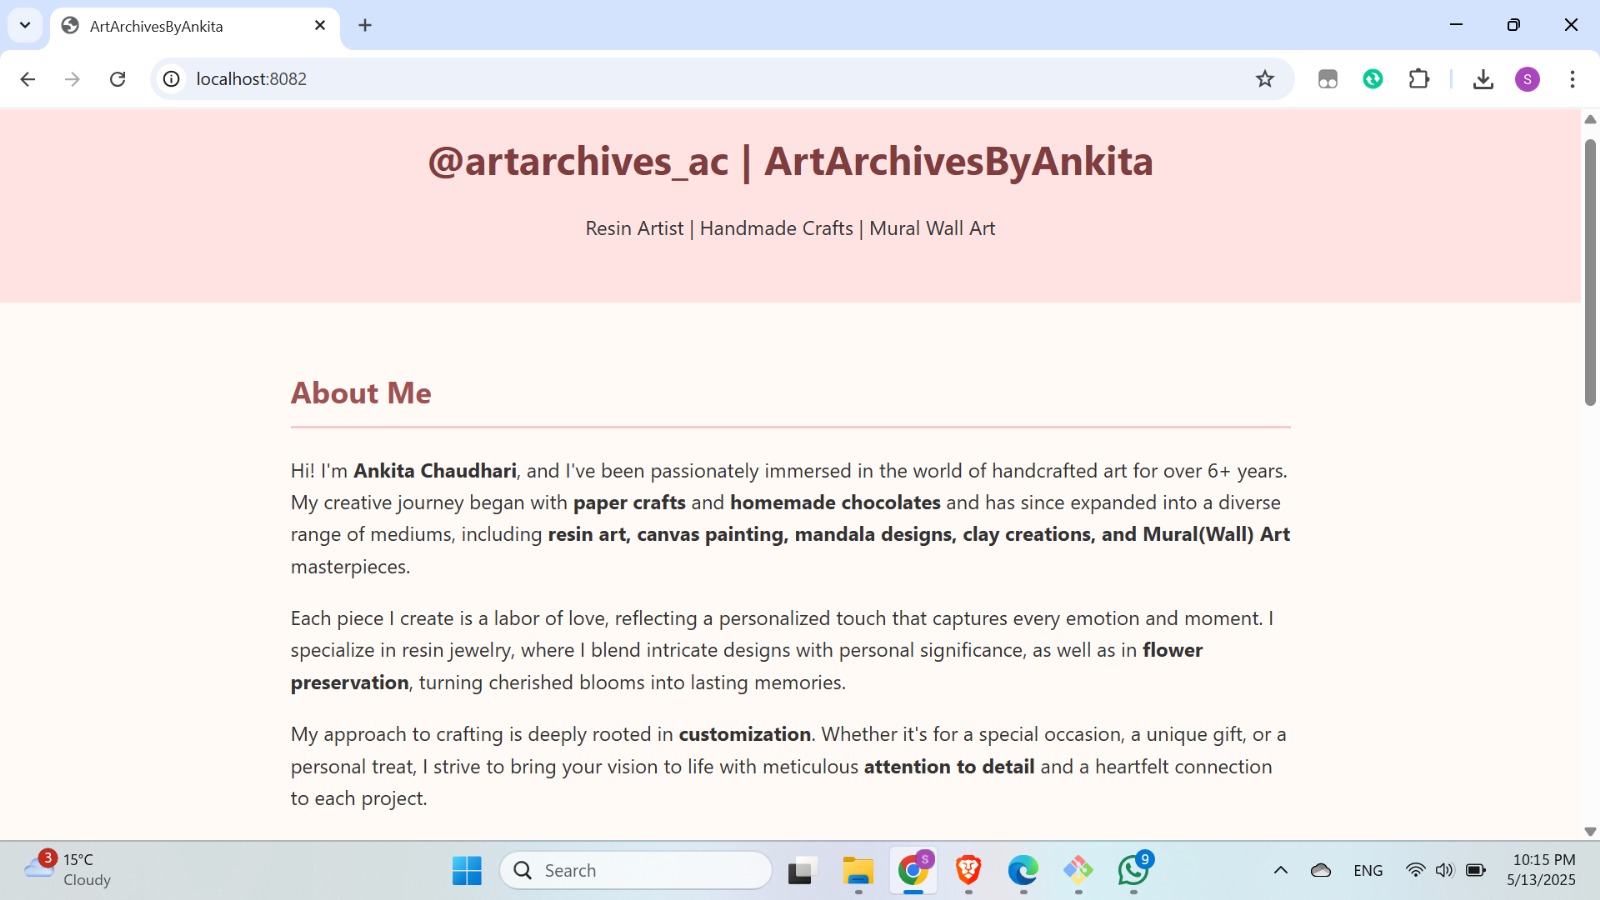 ArtArchivesByAnkita
localhost:8082
S
@artarchives_ac | ArtArchivesByAnkita
Resin Artist | Handmade Crafts | Mural Wall Art
About Me
Hi! I'm Ankita Chaudhari, and I've been passionately immersed in the world of handcrafted art for over 6+ years.
My creative journey began with paper crafts and homemade chocolates and has since expanded into a diverse
range of mediums, including resin art, canvas painting, mandala designs, clay creations, and Mural(Wall) Art
masterpieces.
Each piece I create is a labor of love, reflecting a personalized touch that captures every emotion and moment. I
specialize in resin jewelry, where I blend intricate designs with personal significance, as well as in flower
preservation, turning cherished blooms into lasting memories.
My approach to crafting is deeply rooted in customization. Whether it's for a special occasion, a unique gift, or a
personal treat, I strive to bring your vision to life with meticulous attention to detail and a heartfelt connection
to each project.
3
15°C
Cloudy
Search
S
9
ENG
10:15 PM
5/13/2025